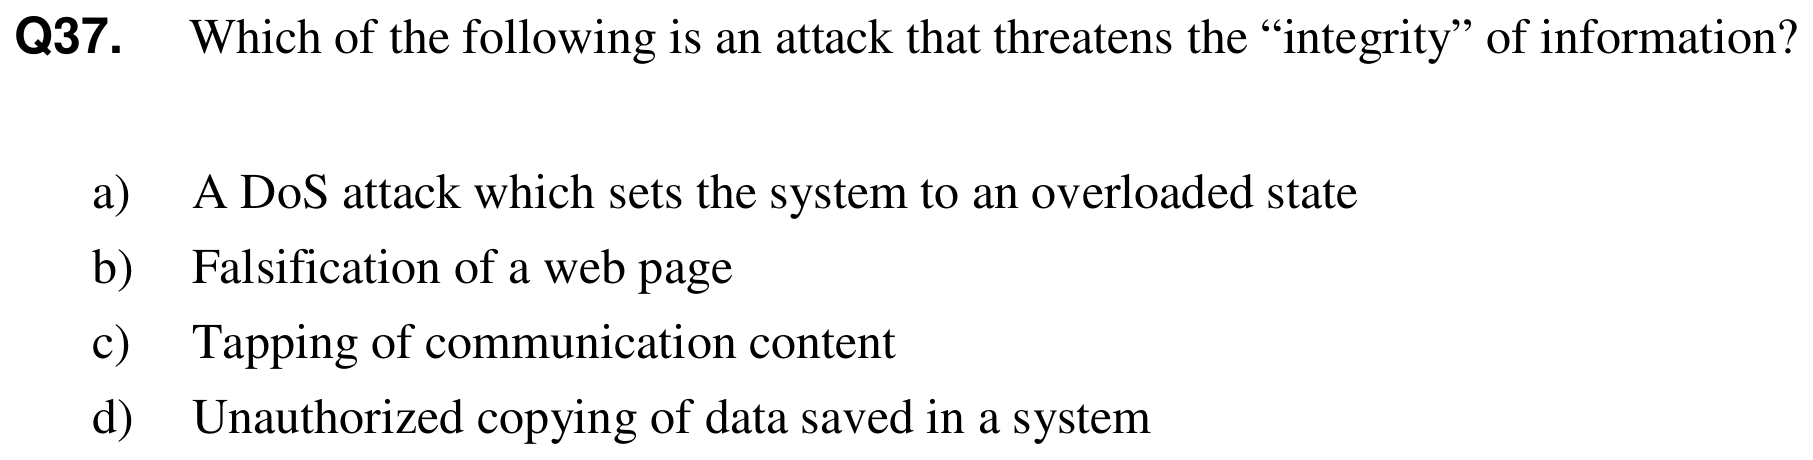 Q37. Which of the following is an attack that threatens the “integrity” of information?
a) A DoS attack which sets the system to an overloaded state
b) Falsification of a web page
c) Tapping of communication content
d) Unauthorized copying of data saved in a system